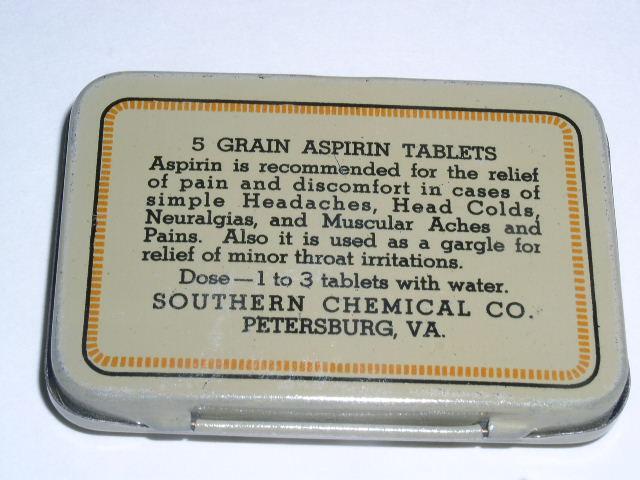 5 GRAIN ASPIRIN TABLETS
Aspirin is recommended for the relief
of pain and discomfort in cases of
simple Headaches, Head Colds,
Neuralgias, and Muscular Aches and
Pains. Also it is used as a gargle for
relief of minor throat irritations.
Dose—1 to 3 tablets with water.
SOUTHERN CHEMICAL CO.
PETERSBURG, VA.